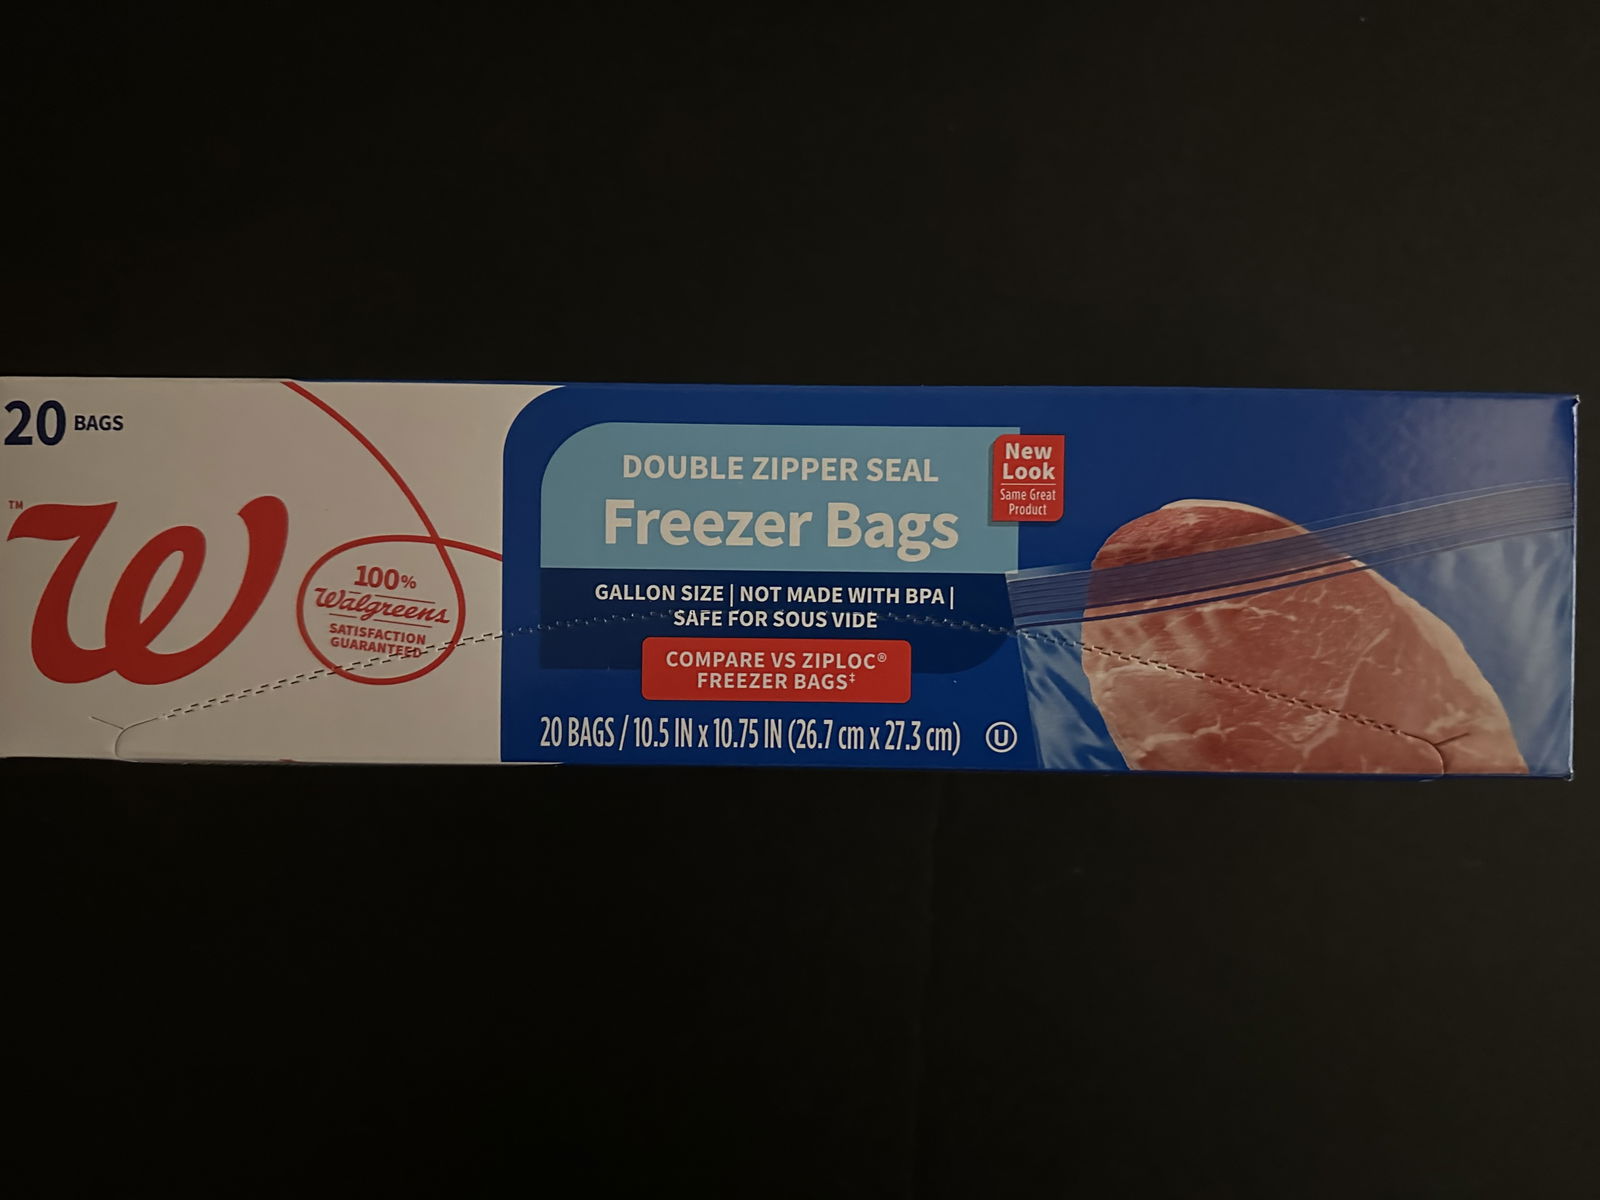 20 BAGS
TM
W
100%
Walgreens
SATISFACTION
GUARANTEED
DOUBLE ZIPPER SEAL
Freezer Bags
New
Look
Same Great
Product
GALLON SIZE | NOT MADE WITH BPA |
SAFE FOR SOUS VIDE
COMPARE VS ZIPLOC®
FREEZER BAGS‡
20 BAGS / 10.5 IN x 10.75 IN (26.7 cm x 27.3 cm)
U